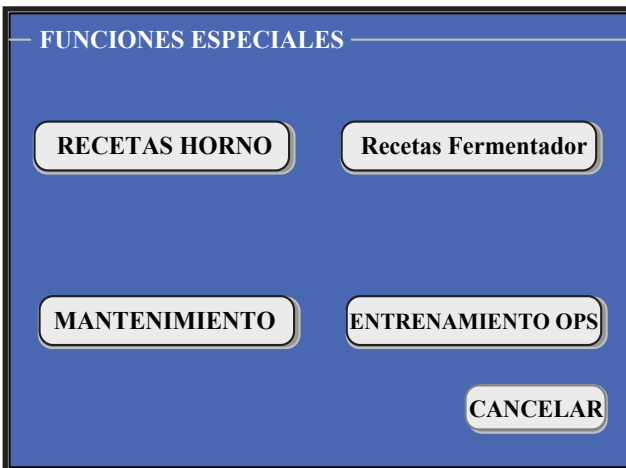 FUNCIONES ESPECIALES
RECETAS HORNO
Recetas Fermentador
MANTENIMIENTO
ENTRENAMIENTO OPS
CANCELAR